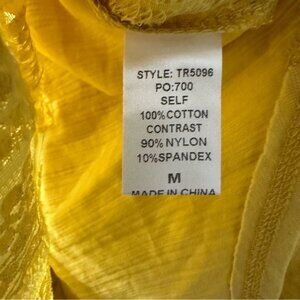 STYLE: TR5096
PO:700
SELF
100%COTTON
CONTRAST
90%NYLON
10%SPANDEX
M
MADE IN CHINA